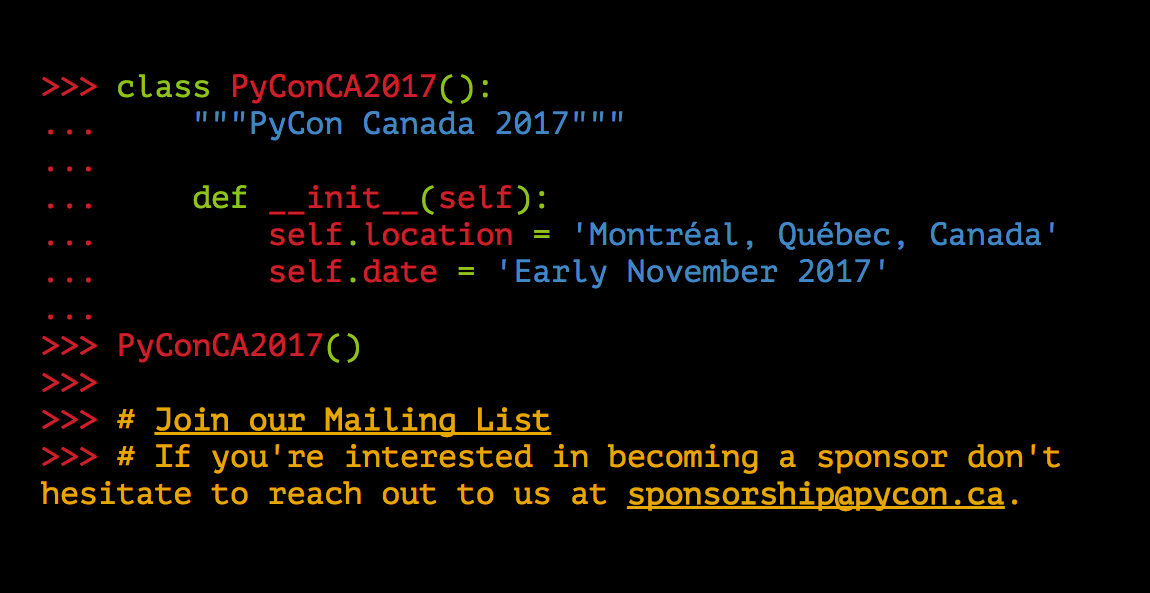 >>> class PyConCA2017():
...     """PyCon Canada 2017"""
...
...     def __init__(self):
...         self.location = 'Montréal, Québec, Canada'
...         self.date = 'Early November 2017'
...
>>> PyConCA2017()
>>>
>>> # Join our Mailing List
>>> # If you're interested in becoming a sponsor don't
hesitate to reach out to us at sponsorship@pycon.ca.